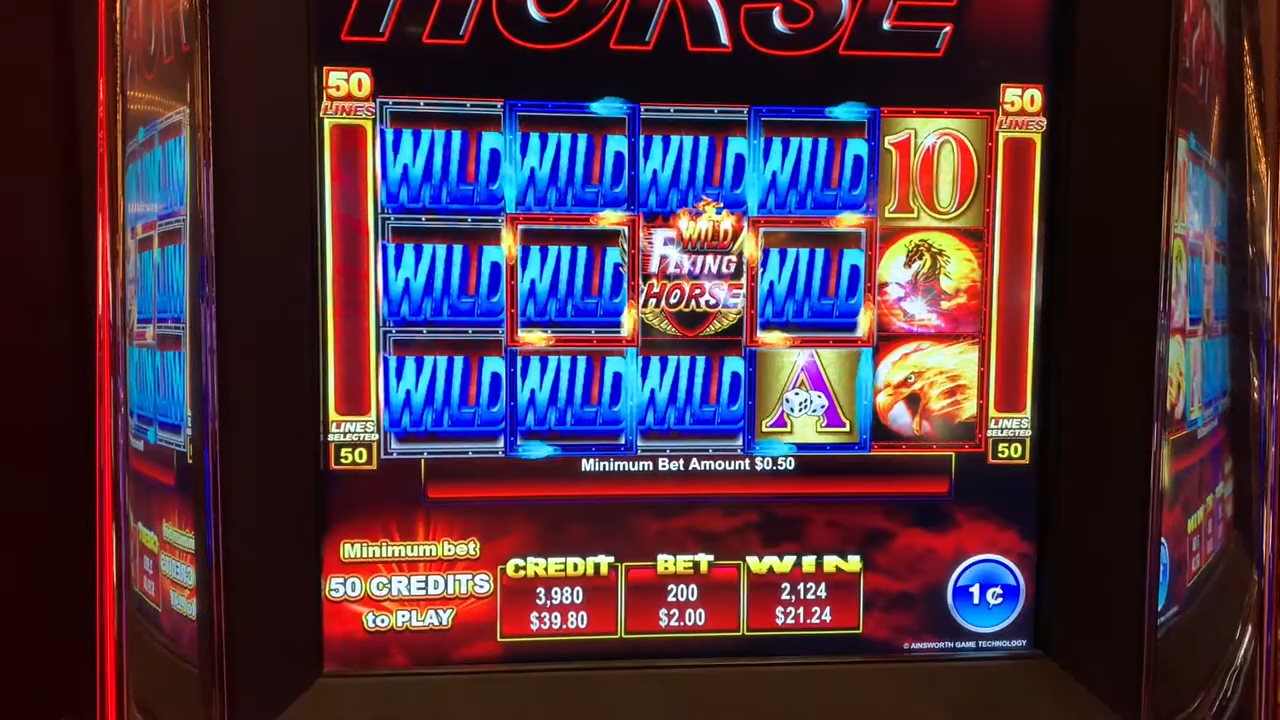 HORSE
50 LINES
50 LINES
WILD WILD WILD WILD 10
WILD WILD WILD FLYING HORSE WILD
WILD WILD WILD A
LINES SELECTED 50
LINES SELECTED 50
Minimum Bet Amount $0.50
Minimum bet
50 CREDITS
to PLAY
CREDIT BET WIN
3,980 200 2,124
$39.80 $2.00 $21.24
1¢
© AINSWORTH GAME TECHNOLOGY